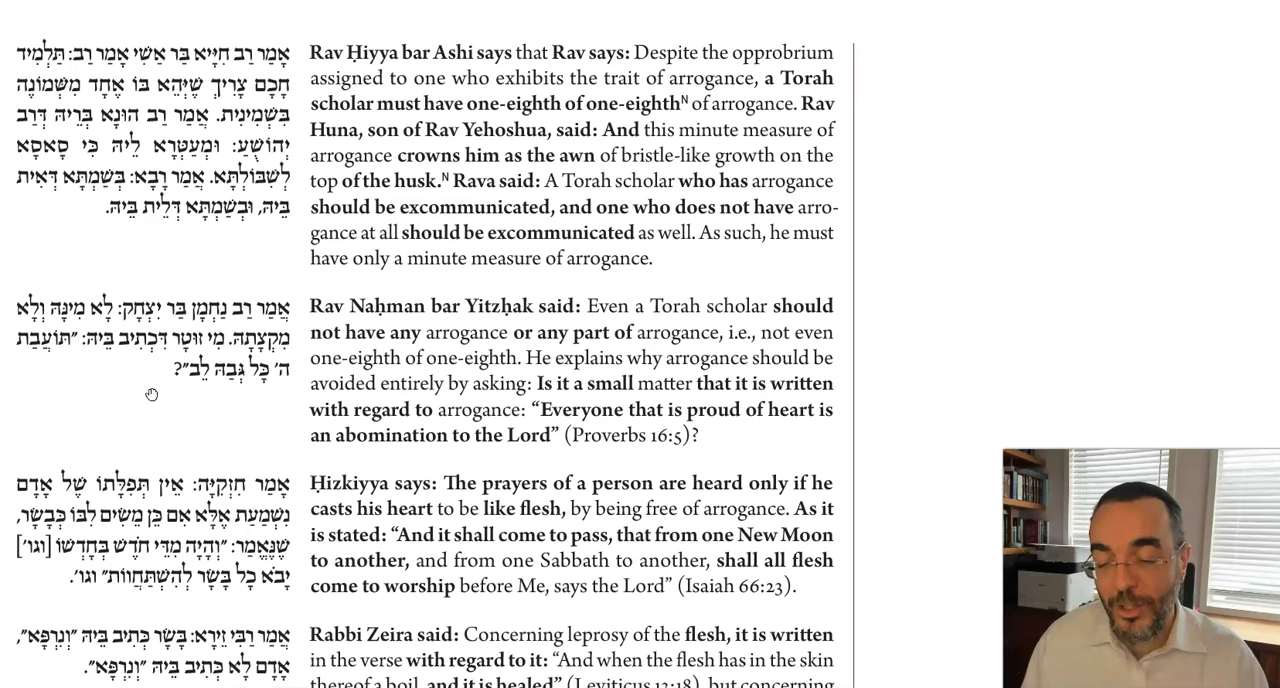 אָמַר רַב חִיָּיא בַּר אַשִׁי אָמַר רַב: תַּלְמִיד
חָכָם צָרִיךְ שֶׁיְּהֵא בּוֹ אֶחָד מִשְּׁמוֹנָה
בִּשְׁמִינִית. אֲמַר רַב הוּנָא בְּרֵיהּ דְּרַב
יְהוֹשֻׁעַ: וּמְעַטְּרָא לֵיהּ כִּי סָאסָא
לְשִׁבּוֹלְתָּא. אֲמַר רָבָא: בְּשַׁמְתָּא דְּאִית
בֵּיהּ, וּבְשַׁמְתָּא דְּלֵית בֵּיהּ.
אֲמַר רַב נַחְמָן בַּר יִצְחָק: לָא מִינָּהּ וְלָא
מִקְצָתָהּ. מִי זוּטַר דִּכְתִיב בֵּיהּ: ״תּוֹעֲבַת
ה׳ כָּל גְּבַהּ לֵב״?
אָמַר חִזְקִיָּה: אֵין תְּפִלָּתוֹ שֶׁל אָדָם
נִשְׁמַעַת אֶלָּא אִם כֵּן מֵשִׂים לִבּוֹ כְּבָשָׂר,
שֶׁנֶּאֱמַר: ״וְהָיָה מִדֵּי חֹדֶשׁ בְּחׇדְשׁוֹ [וגו׳]
יָבֹא כׇל בָּשָׂר לְהִשְׁתַּחֲוֹות״ וגו׳.
אָמַר רַבִּי זֵירָא: בָּשָׂר כְּתִיב בֵּיהּ ״וְנִרְפָּא״,
אָדָם לָא כְּתִיב בֵּיהּ ״וְנִרְפָּא״.
Rav Ḥiyya bar Ashi says that Rav says: Despite the opprobrium
assigned to one who exhibits the trait of arrogance, a Torah
scholar must have one-eighth of one-eighthᴺ of arrogance. Rav
Huna, son of Rav Yehoshua, said: And this minute measure of
arrogance crowns him as the awn of bristle-like growth on the
top of the husk.ᴺ Rava said: A Torah scholar who has arrogance
should be excommunicated, and one who does not have arro-
gance at all should be excommunicated as well. As such, he must
have only a minute measure of arrogance.
Rav Naḥman bar Yitzḥak said: Even a Torah scholar should
not have any arrogance or any part of arrogance, i.e., not even
one-eighth of one-eighth. He explains why arrogance should be
avoided entirely by asking: Is it a small matter that it is written
with regard to arrogance: “Everyone that is proud of heart is
an abomination to the Lord” (Proverbs 16:5)?
Ḥizkiyya says: The prayers of a person are heard only if he
casts his heart to be like flesh, by being free of arrogance. As it
is stated: “And it shall come to pass, that from one New Moon
to another, and from one Sabbath to another, shall all flesh
come to worship before Me, says the Lord” (Isaiah 66:23).
Rabbi Zeira said: Concerning leprosy of the flesh, it is written
in the verse with regard to it: “And when the flesh has in the skin
thereof a boil, and it is healed” (Leviticus 13:18), but concerning